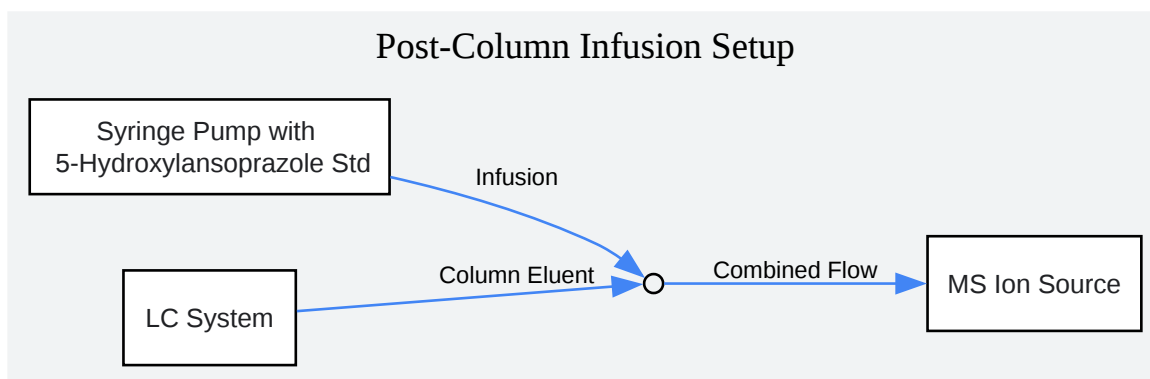 Post-Column Infusion Setup
Syringe Pump with
5-Hydroxylansoprazole Std
Infusion
Column Eluent
Combined Flow
LC System
MS Ion Source